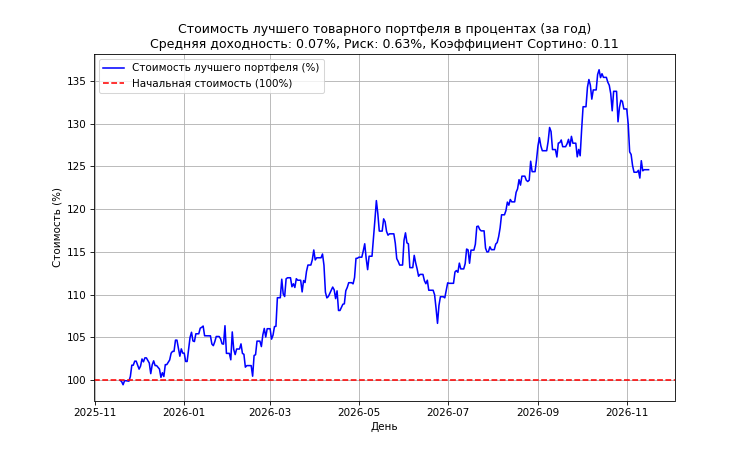 Стоимость лучшего товарного портфеля в процентах (за год)
Средняя доходность: 0.07%, Риск: 0.63%, Коэффициент Сортино: 0.11
Стоимость лучшего портфеля (%)
Начальная стоимость (100%)
Стоимость (%)
135
130
125
120
115
110
105
100
2025-11
2026-01
2026-03
2026-05
2026-07
2026-09
2026-11
День